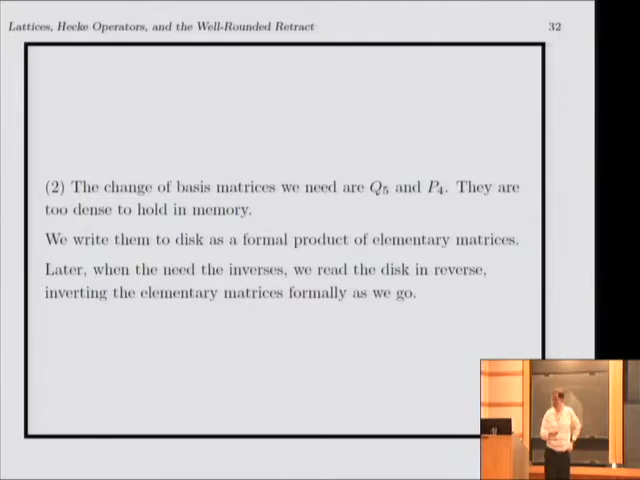 Lattices, Hecke Operators, and the Well-Rounded Retract 32
(2) The change of basis matrices we need are Q5 and P4. They are
too dense to hold in memory.
We write them to disk as a formal product of elementary matrices.
Later, when the need the inverses, we read the disk in reverse,
inverting the elementary matrices formally as we go.